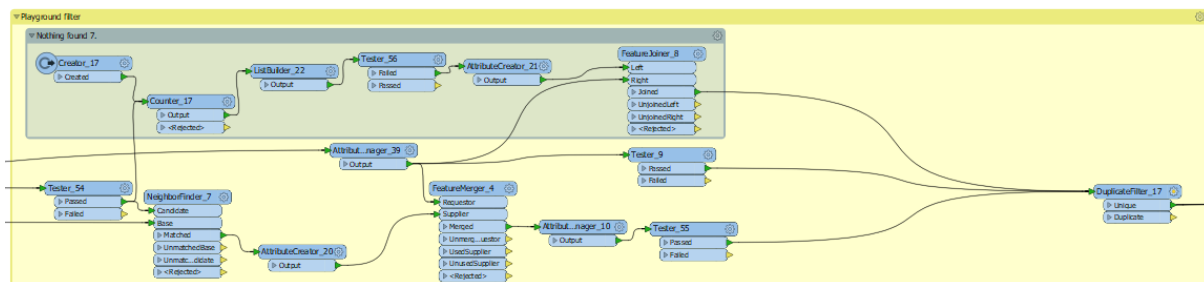 Playground filter
Nothing found 7.
Creator_17
Created
Counter_17
Output
<Rejected>
ListBuilder_22
Output
Tester_56
Failed
Passed
AttributeCreator_21
Output
FeatureJoiner_8
Left
Right
Joined
UnjoinedLeft
UnjoinedRight
<Rejected>
Attribut...nager_39
Output
Tester_9
Passed
Failed
Tester_54
Passed
Failed
NeighborFinder_7
Candidate
Base
Matched
UnmatchedBase
Unmatc...didate
<Rejected>
AttributeCreator_20
Output
FeatureMerger_4
Requestor
Supplier
Merged
Unmerg...uestor
UsedSupplier
UnusedSupplier
<Rejected>
Attribut...nager_10
Output
Tester_55
Passed
Failed
DuplicateFilter_17
Unique
Duplicate